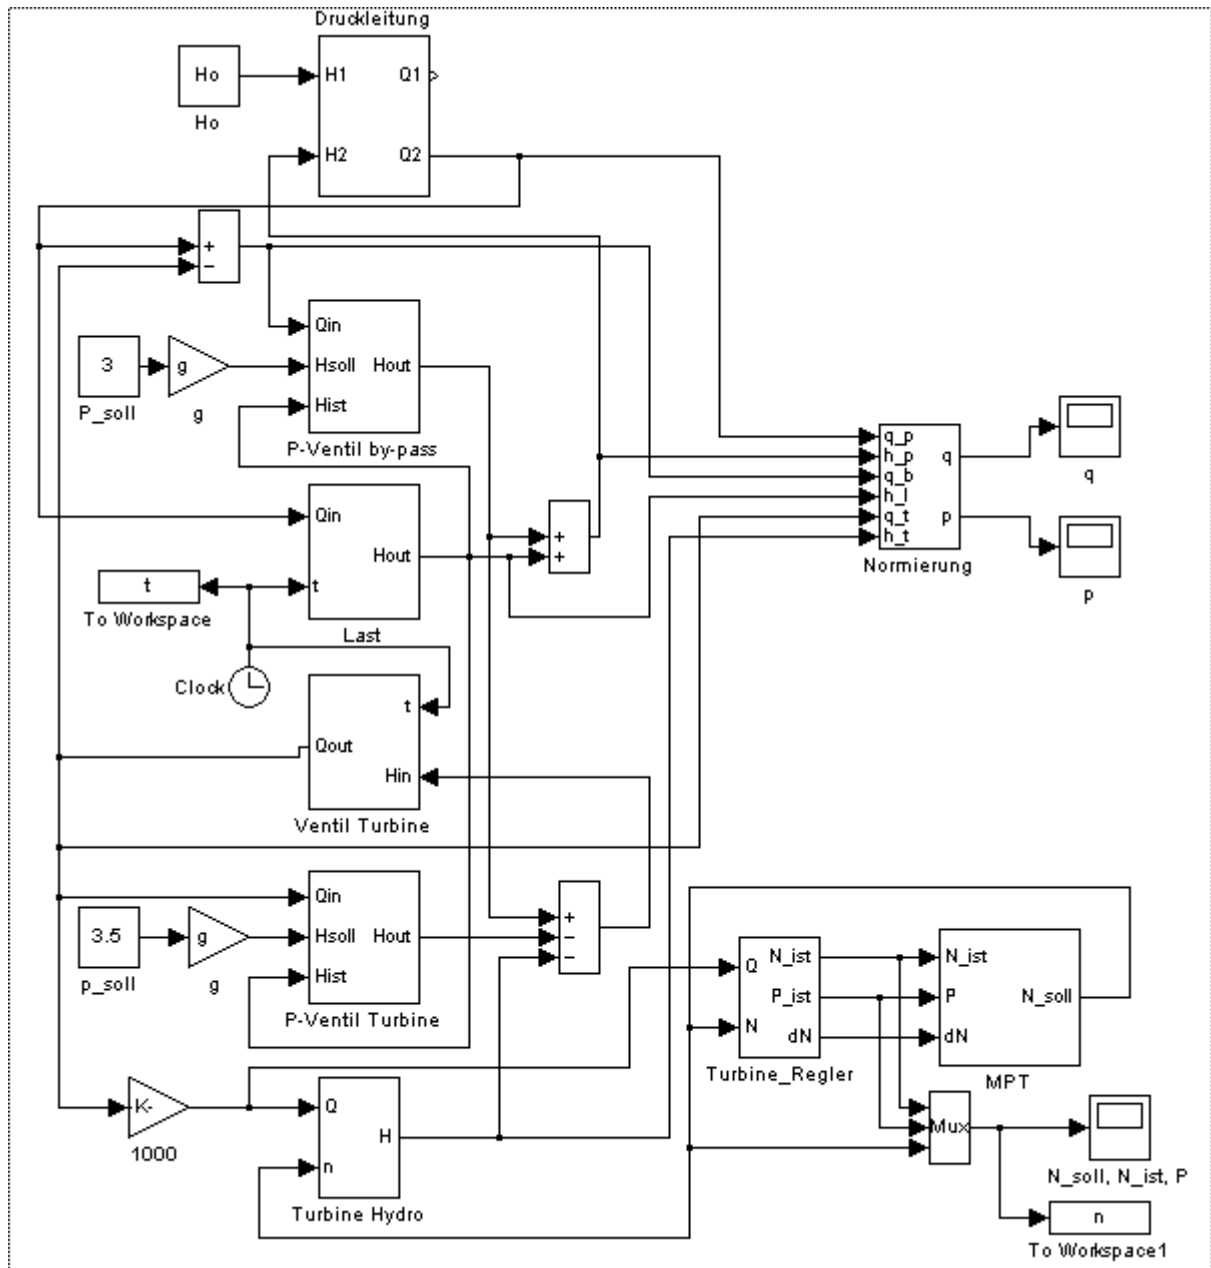 Druckleitung
Ho
H1
Q1
Ho
H2
Q2
+
−
Qin
3
g
Hsoll
Hout
P_soll
g
Hist
P-Ventil by-pass
q_p
h_p
q
q_b
h_l
q_t
p
h_t
q
Normierung
p
Qin
Hout
+
+
t
t
To Workspace
Last
Clock
t
Qout
Hin
Ventil Turbine
Qin
3.5
g
Hsoll
Hout
p_soll
g
Hist
P-Ventil Turbine
+
−
−
Q
N_ist
P_ist
N
dN
Turbine_Regler
N_ist
P
N_soll
dN
MPT
K-
1000
Q
H
n
Turbine Hydro
Mux
N_soll, N_ist, P
n
To Workspace1